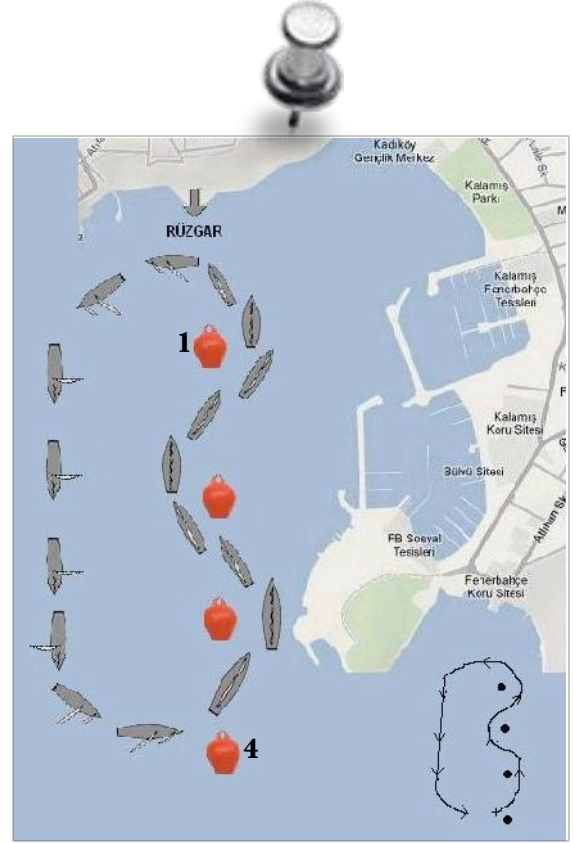 Kadıköy
Gençlik Merkez
Kalamış
Parkı
RÜZGAR
Kalamış
Fenerbahçe
Tesisleri
1
Kalamış
Koru Sitesi
Bülvü Sitesi
FB Sosyal
Tesisleri
Fenerbahçe
Koru Sitesi
4